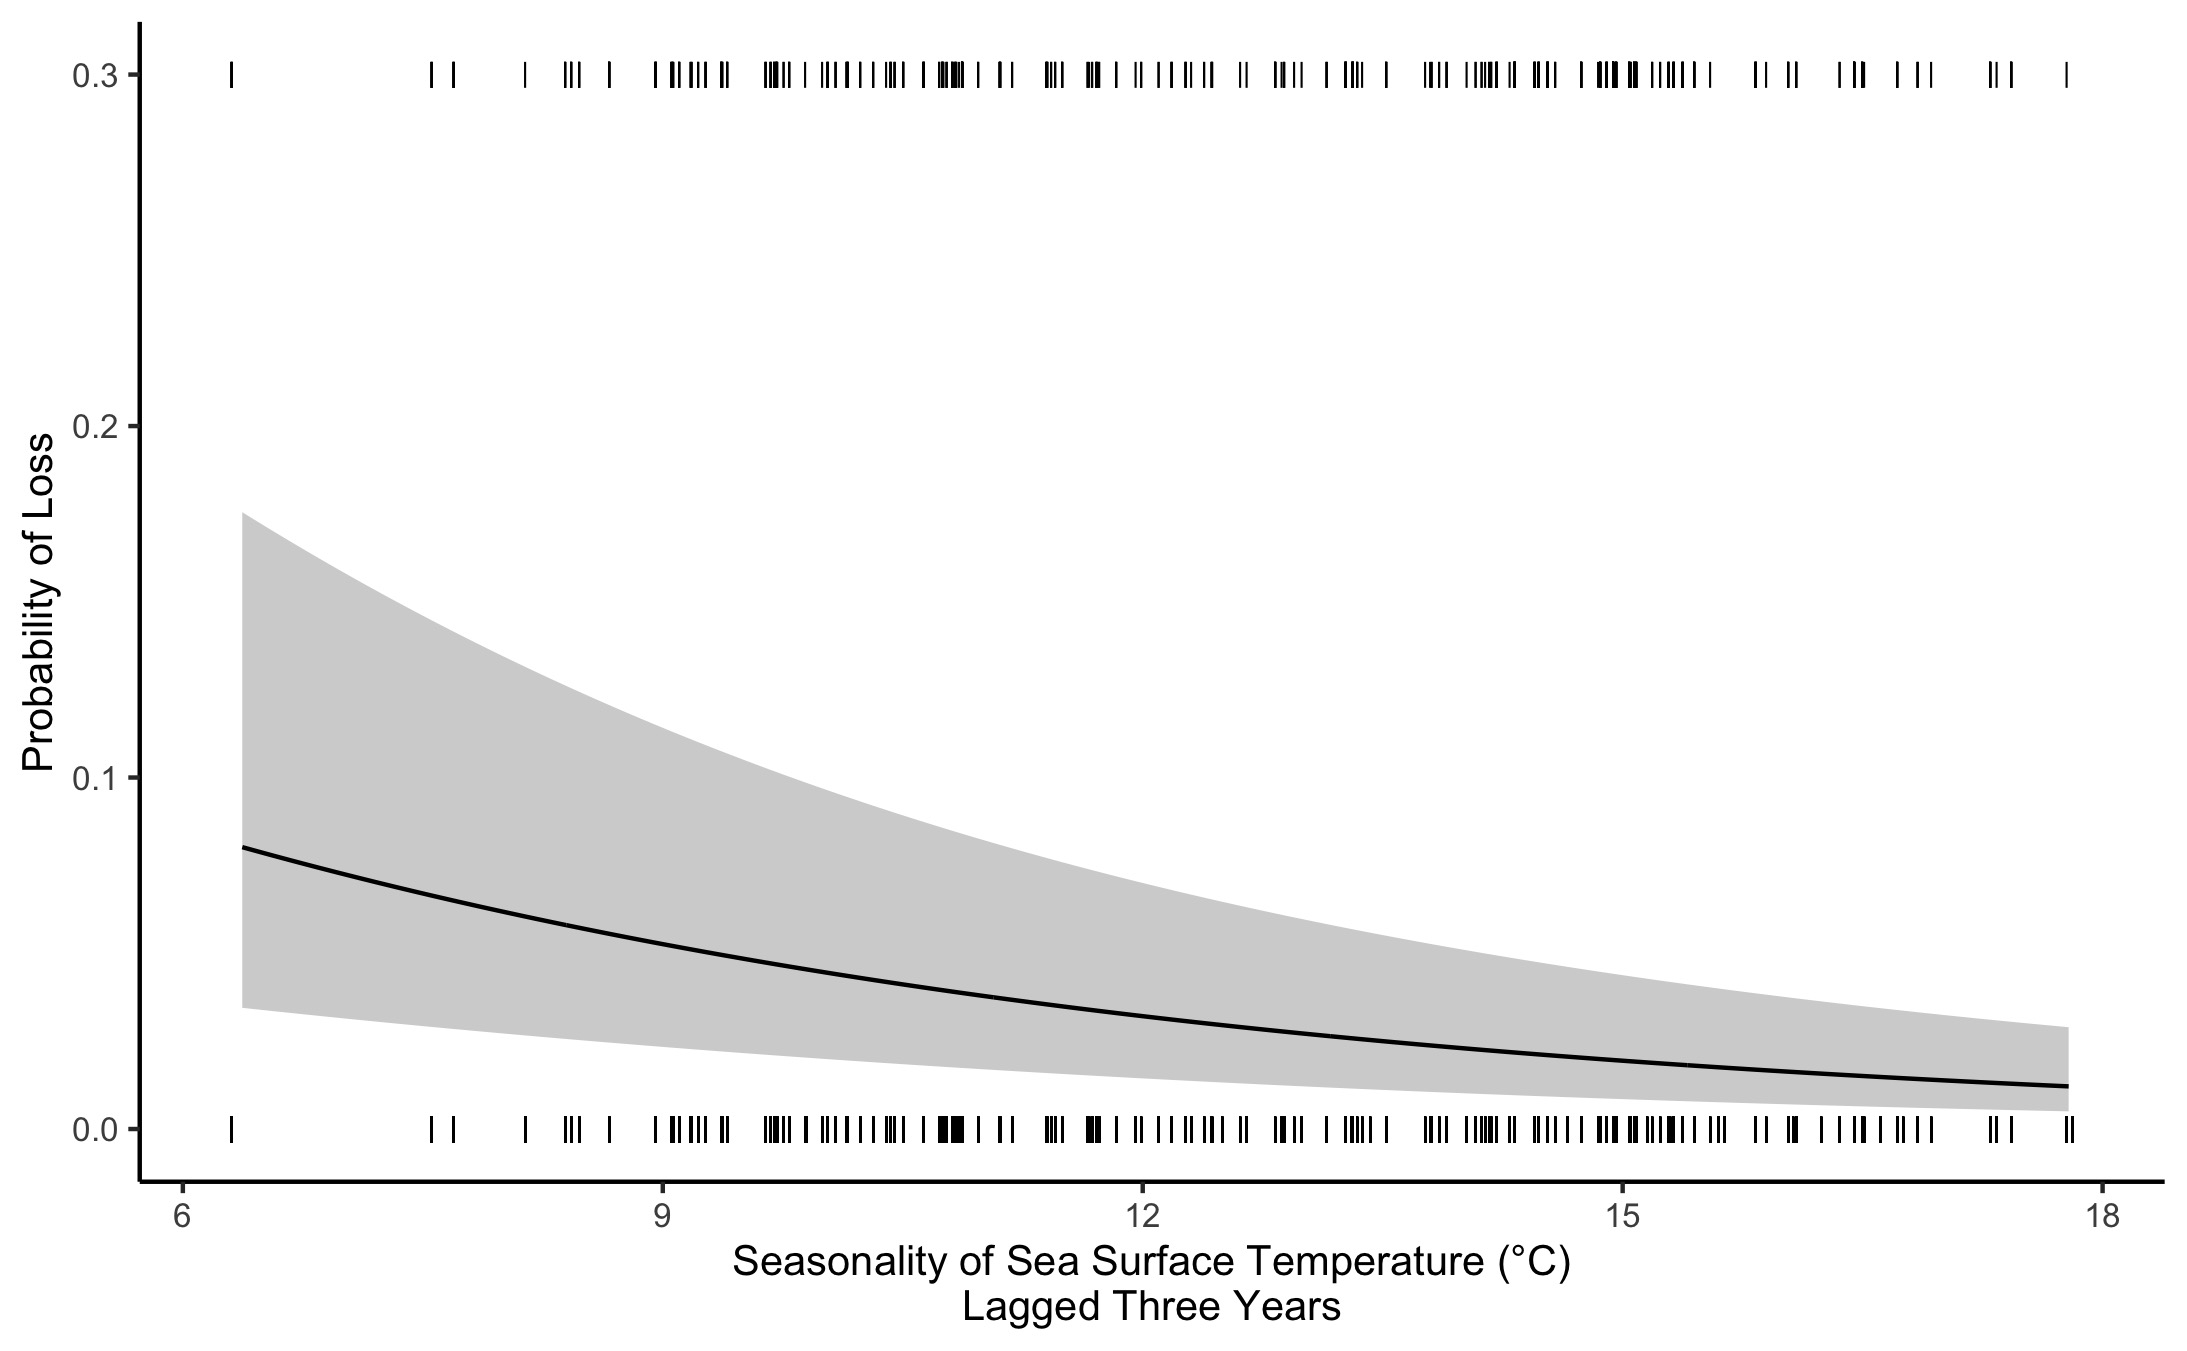 0.3
0.2
0.1
0.0
Probability of Loss
6 9 12 15 18
Seasonality of Sea Surface Temperature (°C)
Lagged Three Years